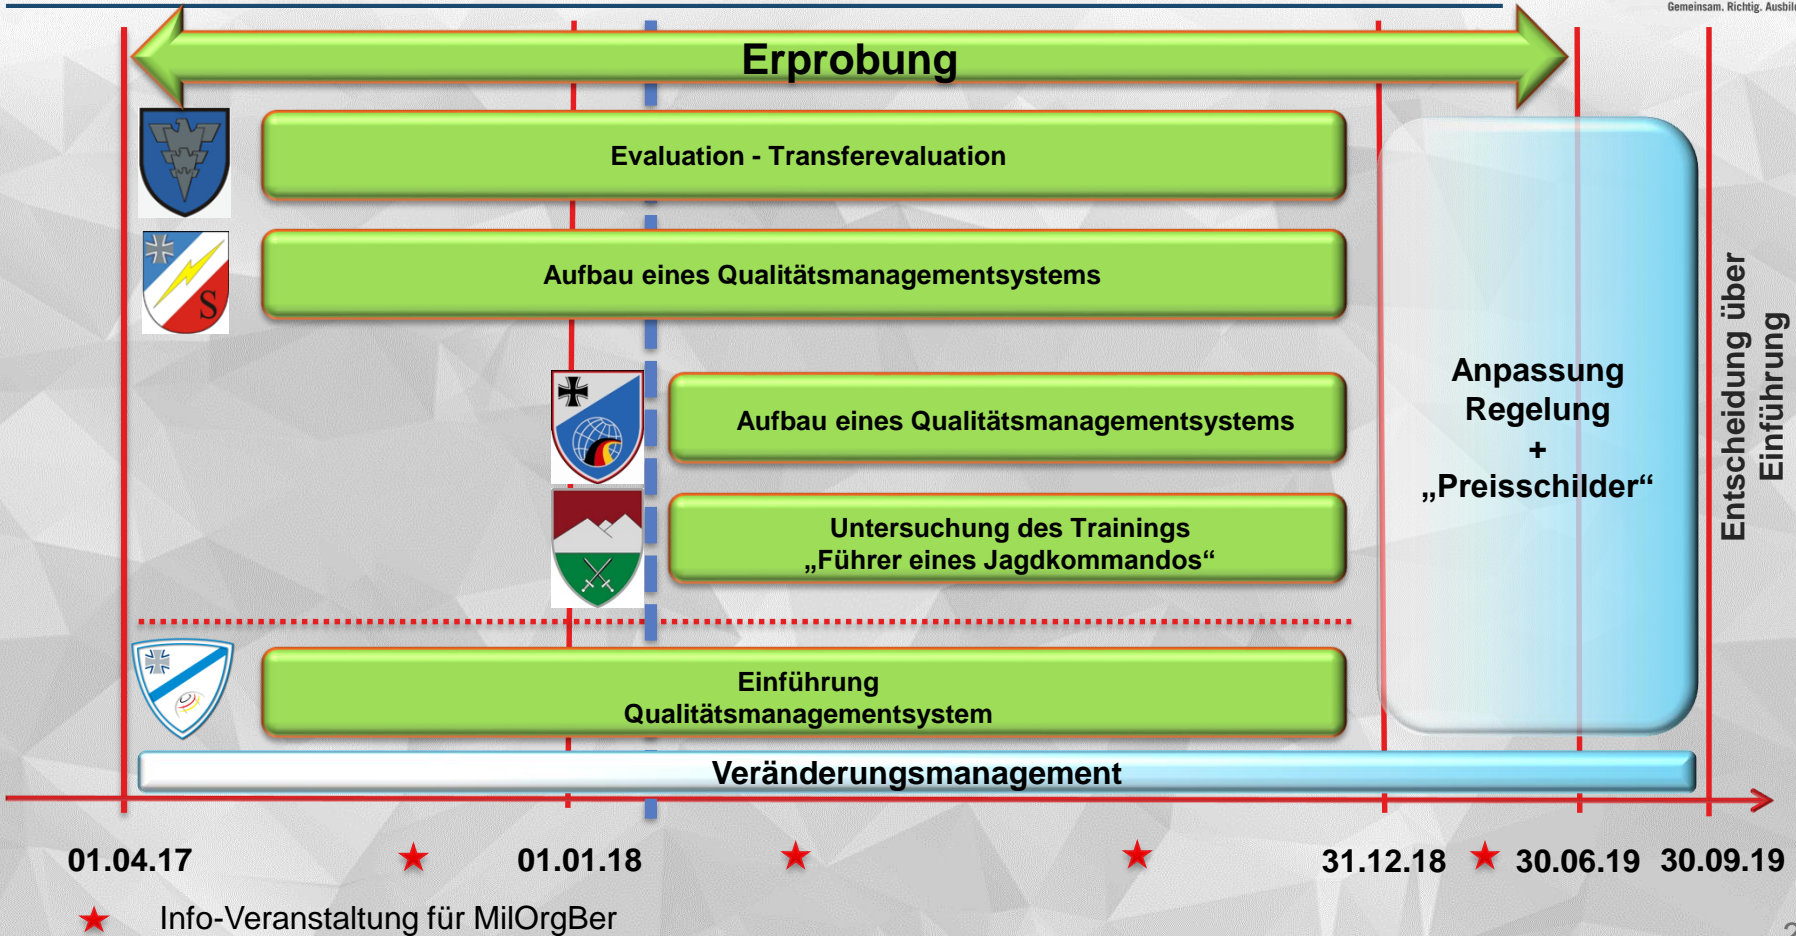 Gemeinsam. Richtig. Ausbil
Erprobung
Evaluation - Transferevaluation
Aufbau eines Qualitätsmanagementsystems
S
Aufbau eines Qualitätsmanagementsystems
Untersuchung des Trainings
„Führer eines Jagdkommandos“
Anpassung
Regelung
+
„Preisschilder“
Entscheidung über
Einführung
Einführung
Qualitätsmanagementsystem
Veränderungsmanagement
01.04.17
01.01.18
31.12.18
30.06.19
30.09.19
Info-Veranstaltung für MilOrgBer